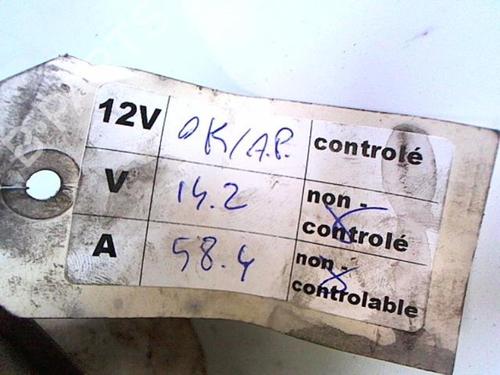 12V OK/A.P. controlé
V 14.2 non - controlé
A 58.4 non - controlable